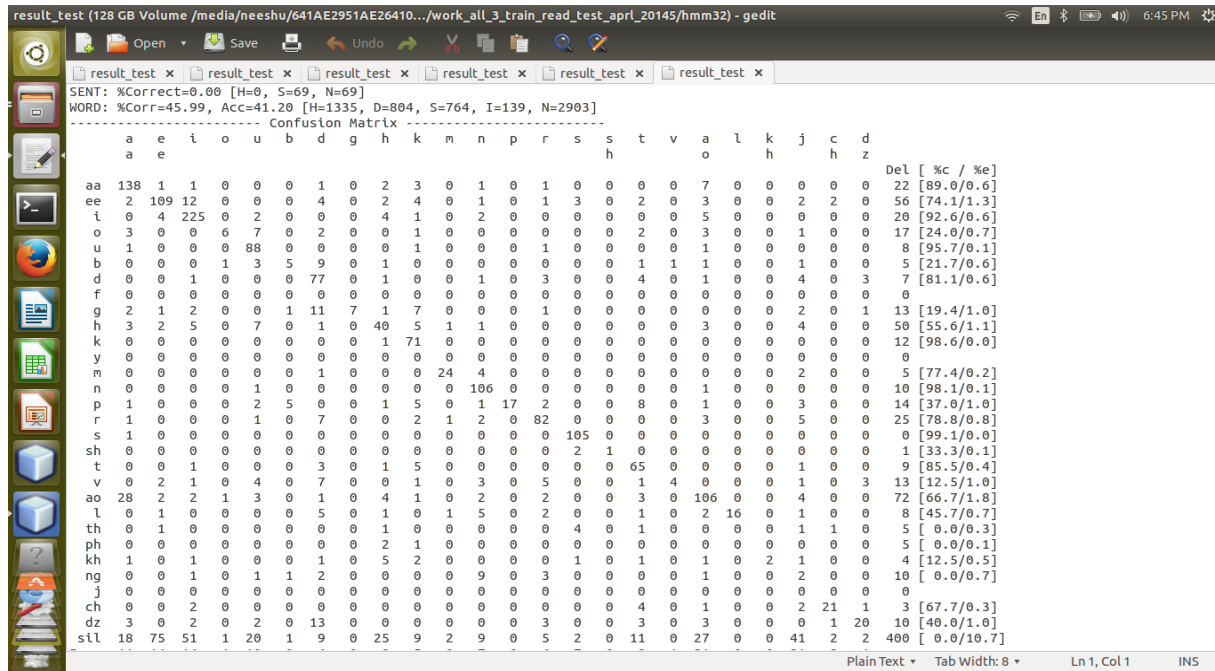 result_test (128 GB Volume /media/neeshu/641AE2951AE26410.../work_all_3_train_read_test_aprl_20145/hmm32) - gedit En 6:45 PM
Open Save Undo
result_test x result_test x result_test x result_test x result_test x result_test x
SENT: %Correct=0.00 [H=0, S=69, N=69]
WORD: %Corr=45.99, Acc=41.20 [H=1335, D=804, S=764, I=139, N=2903]
------------------------ Confusion Matrix -------------------------
a e i o u b d g h k m n p r s s t v a l k j c d
a e h o h h z
Del [ %c / %e]
aa 138 1 1 0 0 0 1 0 2 3 0 1 0 1 0 0 0 0 7 0 0 0 0 0 22 [89.0/0.6]
ee 2 109 12 0 0 0 4 0 2 4 0 1 0 1 3 0 2 0 3 0 0 2 2 0 56 [74.1/1.3]
i 0 4 225 0 2 0 0 0 4 1 0 2 0 0 0 0 0 0 5 0 0 0 0 0 20 [92.6/0.6]
o 3 0 0 6 7 0 2 0 0 1 0 0 0 0 0 0 2 0 3 0 0 1 0 0 17 [24.0/0.7]
u 1 0 0 0 88 0 0 0 0 1 0 0 0 1 0 0 0 0 1 0 0 0 0 0 8 [95.7/0.1]
b 0 0 0 1 3 5 9 0 1 0 0 0 0 0 0 0 1 1 1 0 0 1 0 0 5 [21.7/0.6]
d 0 0 1 0 0 0 77 0 1 0 0 1 0 3 0 0 4 0 1 0 0 4 0 3 7 [81.1/0.6]
f 0 0 0 0 0 0 0 0 0 0 0 0 0 0 0 0 0 0 0 0 0 0 0 0 0
g 2 1 2 0 0 1 11 7 1 7 0 0 0 1 0 0 0 0 0 0 0 2 0 1 13 [19.4/1.0]
h 3 2 5 0 7 0 1 0 40 5 1 1 0 0 0 0 0 0 3 0 0 4 0 0 50 [55.6/1.1]
k 0 0 0 0 0 0 0 0 1 71 0 0 0 0 0 0 0 0 0 0 0 0 0 0 12 [98.6/0.0]
y 0 0 0 0 0 0 0 0 0 0 0 0 0 0 0 0 0 0 0 0 0 0 0 0 0
m 0 0 0 0 0 0 1 0 0 0 24 4 0 0 0 0 0 0 0 0 0 2 0 0 5 [77.4/0.2]
n 0 0 0 0 1 0 0 0 0 0 0 106 0 0 0 0 0 0 1 0 0 0 0 0 10 [98.1/0.1]
p 1 0 0 0 2 5 0 0 1 5 0 1 17 2 0 0 8 0 1 0 0 3 0 0 14 [37.0/1.0]
r 1 0 0 0 1 0 7 0 0 2 1 2 0 82 0 0 0 0 3 0 0 5 0 0 25 [78.8/0.8]
s 1 0 0 0 0 0 0 0 0 0 0 0 0 0 105 0 0 0 0 0 0 0 0 0 0 [99.1/0.0]
sh 0 0 0 0 0 0 0 0 0 0 0 0 0 0 2 1 0 0 0 0 0 0 0 0 1 [33.3/0.1]
t 0 0 1 0 0 0 3 0 1 5 0 0 0 0 0 0 65 0 0 0 0 1 0 0 9 [85.5/0.4]
v 0 2 1 0 4 0 7 0 0 1 0 3 0 5 0 0 1 4 0 0 0 1 0 3 13 [12.5/1.0]
ao 28 2 2 1 3 0 1 0 4 1 0 2 0 2 0 0 3 0 106 0 0 4 0 0 72 [66.7/1.8]
l 0 1 0 0 0 0 5 0 1 0 1 5 0 2 0 0 1 0 2 16 0 1 0 0 8 [45.7/0.7]
th 0 1 0 0 0 0 0 0 1 0 0 0 0 0 4 0 1 0 0 0 0 1 1 0 5 [ 0.0/0.3]
ph 0 0 0 0 0 0 0 0 2 1 0 0 0 0 0 0 0 0 0 0 0 0 0 0 5 [ 0.0/0.1]
kh 1 0 1 0 0 0 1 0 5 2 0 0 0 0 1 0 1 0 1 0 2 1 0 0 4 [12.5/0.5]
ng 0 0 1 0 1 1 2 0 0 0 0 9 0 3 0 0 0 0 1 0 0 2 0 0 10 [ 0.0/0.7]
j 0 0 0 0 0 0 0 0 0 0 0 0 0 0 0 0 0 0 0 0 0 0 0 0 0
ch 0 0 2 0 0 0 0 0 0 0 0 0 0 0 0 0 4 0 1 0 0 2 21 1 3 [67.7/0.3]
dz 3 0 2 0 2 0 13 0 0 0 0 0 0 3 0 0 3 0 3 0 0 0 1 20 10 [40.0/1.0]
sil 18 75 51 1 20 1 9 0 25 9 2 9 0 5 2 0 11 0 27 0 0 41 2 2 400 [ 0.0/10.7]
Plain Text Tab Width: 8 Ln 1, Col 1 INS